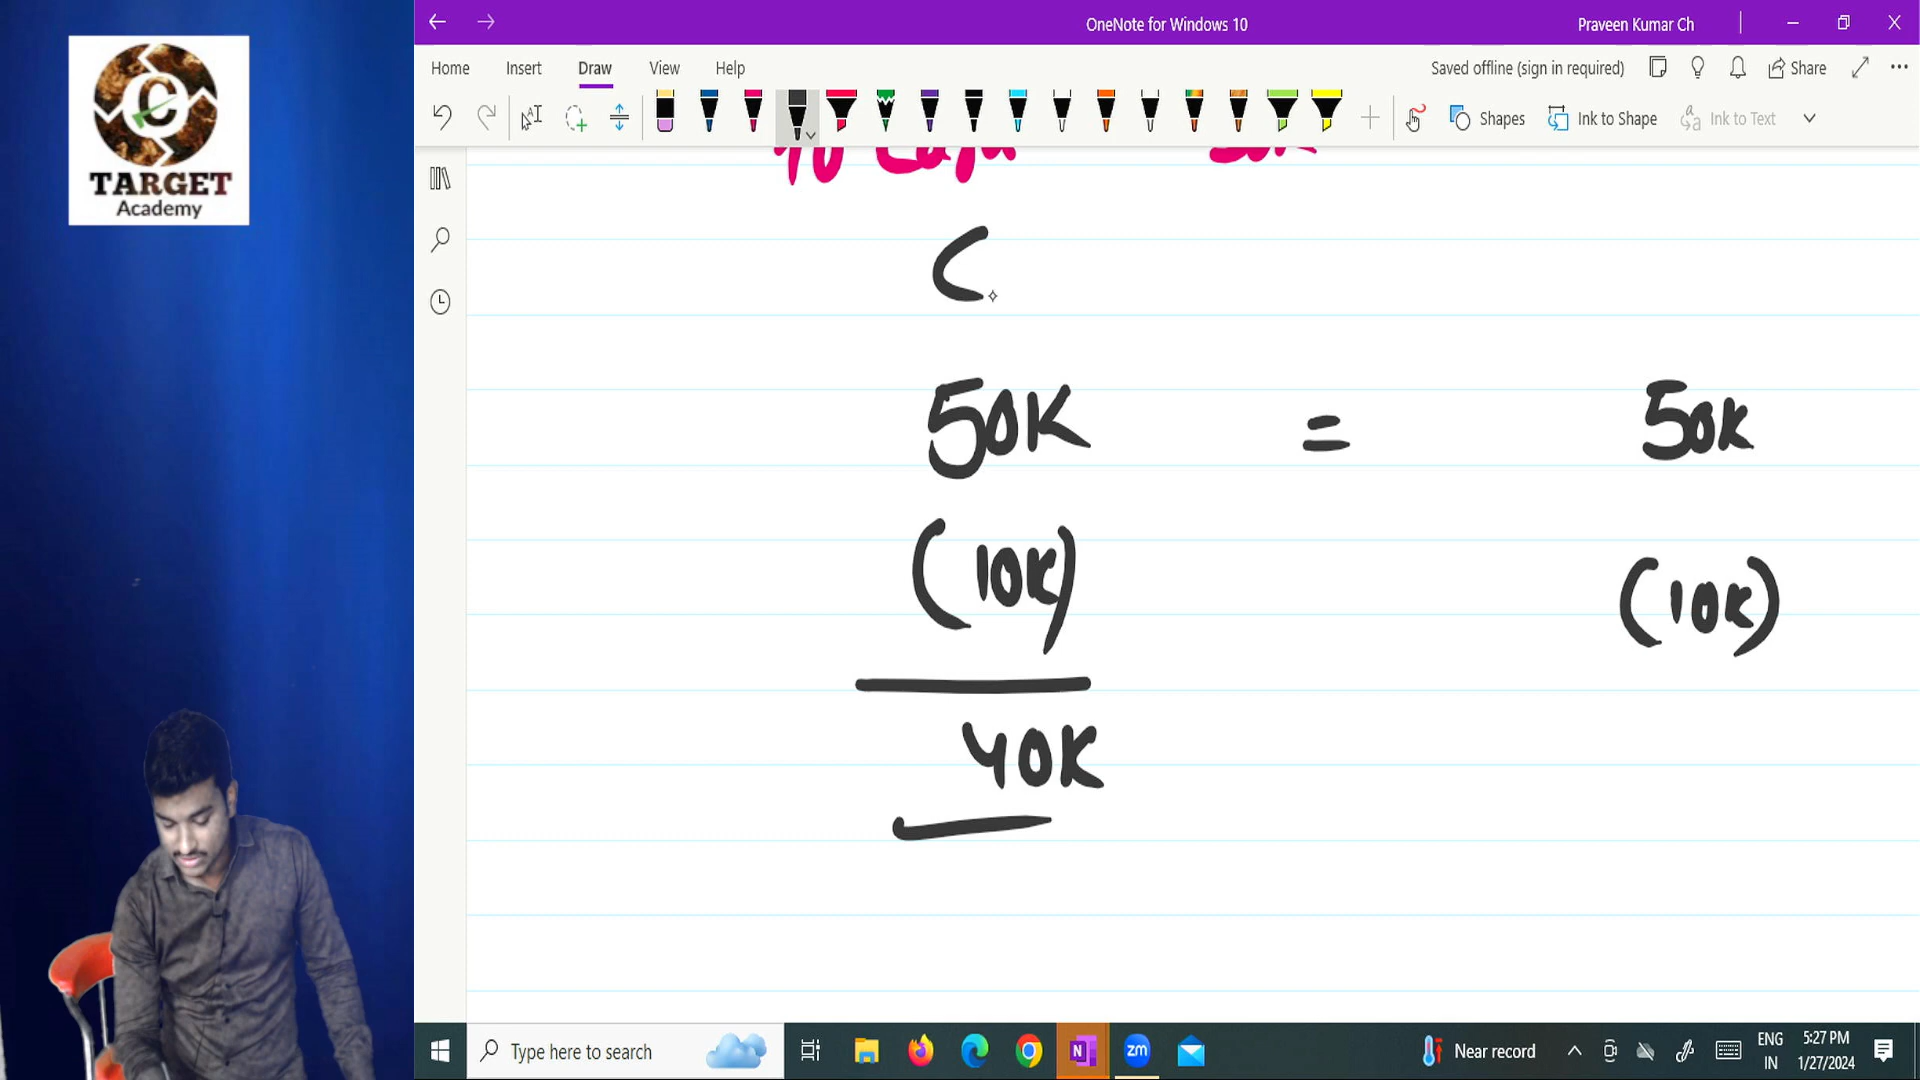 TARGET
Academy
OneNote for Windows 10
Praveen Kumar Ch
Home Insert Draw View Help
Saved offline (sign in required)
Share
Shapes
Ink to Shape
Ink to Text
C
50K = 50K
(10K) (10K)
40K
Type here to search
N
zm
Near record
ENG
IN
5:27 PM
1/27/2024